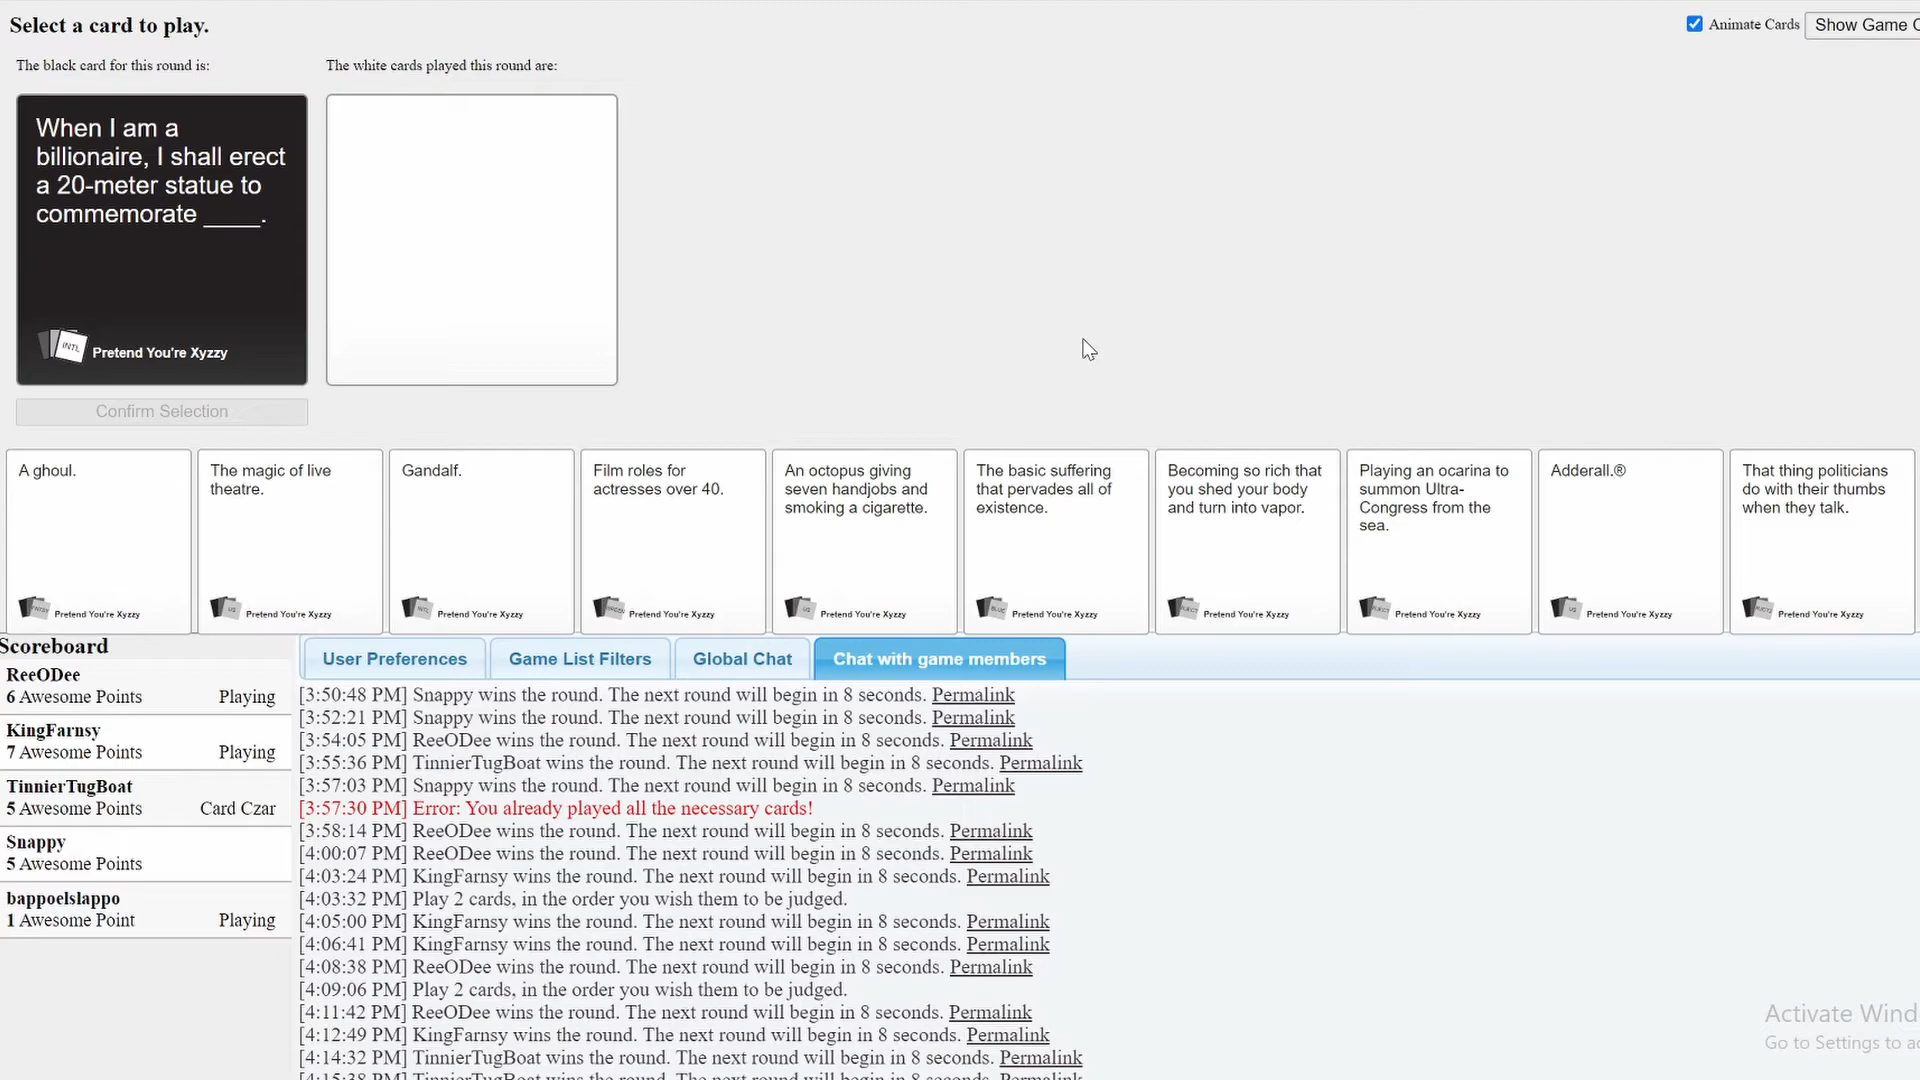 Select a card to play.
Animate Cards
Show Game
The black card for this round is:
The white cards played this round are:
When I am a
billionaire, I shall erect
a 20-meter statue to
commemorate ____.
INTL
Pretend You're Xyzzy
Confirm Selection
A ghoul.
Pretend You're Xyzzy
The magic of live
theatre.
US
Pretend You're Xyzzy
Gandalf.
INTL
Pretend You're Xyzzy
Film roles for
actresses over 40.
GREEN
Pretend You're Xyzzy
An octopus giving
seven handjobs and
smoking a cigarette.
US
Pretend You're Xyzzy
The basic suffering
that pervades all of
existence.
BLUE
Pretend You're Xyzzy
Becoming so rich that
you shed your body
and turn into vapor.
Pretend You're Xyzzy
Playing an ocarina to
summon Ultra-
Congress from the
sea.
Pretend You're Xyzzy
Adderall.®
US
Pretend You're Xyzzy
That thing politicians
do with their thumbs
when they talk.
Pretend You're Xyzzy
Scoreboard
ReeODee
6 Awesome Points Playing
KingFarnsy
7 Awesome Points Playing
TinnierTugBoat
5 Awesome Points Card Czar
Snappy
5 Awesome Points
bappoelslappo
1 Awesome Point Playing
User Preferences
Game List Filters
Global Chat
Chat with game members
[3:50:48 PM] Snappy wins the round. The next round will begin in 8 seconds. Permalink
[3:52:21 PM] Snappy wins the round. The next round will begin in 8 seconds. Permalink
[3:54:05 PM] ReeODee wins the round. The next round will begin in 8 seconds. Permalink
[3:55:36 PM] TinnierTugBoat wins the round. The next round will begin in 8 seconds. Permalink
[3:57:03 PM] Snappy wins the round. The next round will begin in 8 seconds. Permalink
[3:57:30 PM] Error: You already played all the necessary cards!
[3:58:14 PM] ReeODee wins the round. The next round will begin in 8 seconds. Permalink
[4:00:07 PM] ReeODee wins the round. The next round will begin in 8 seconds. Permalink
[4:03:24 PM] KingFarnsy wins the round. The next round will begin in 8 seconds. Permalink
[4:03:32 PM] Play 2 cards, in the order you wish them to be judged.
[4:05:00 PM] KingFarnsy wins the round. The next round will begin in 8 seconds. Permalink
[4:06:41 PM] KingFarnsy wins the round. The next round will begin in 8 seconds. Permalink
[4:08:38 PM] ReeODee wins the round. The next round will begin in 8 seconds. Permalink
[4:09:06 PM] Play 2 cards, in the order you wish them to be judged.
[4:11:42 PM] ReeODee wins the round. The next round will begin in 8 seconds. Permalink
[4:12:49 PM] KingFarnsy wins the round. The next round will begin in 8 seconds. Permalink
[4:14:32 PM] TinnierTugBoat wins the round. The next round will begin in 8 seconds. Permalink
[4:15:38 PM] TinnierTugBoat wins the round. The next round will begin in 8 seconds. Permalink
Activate Wind
Go to Settings to a